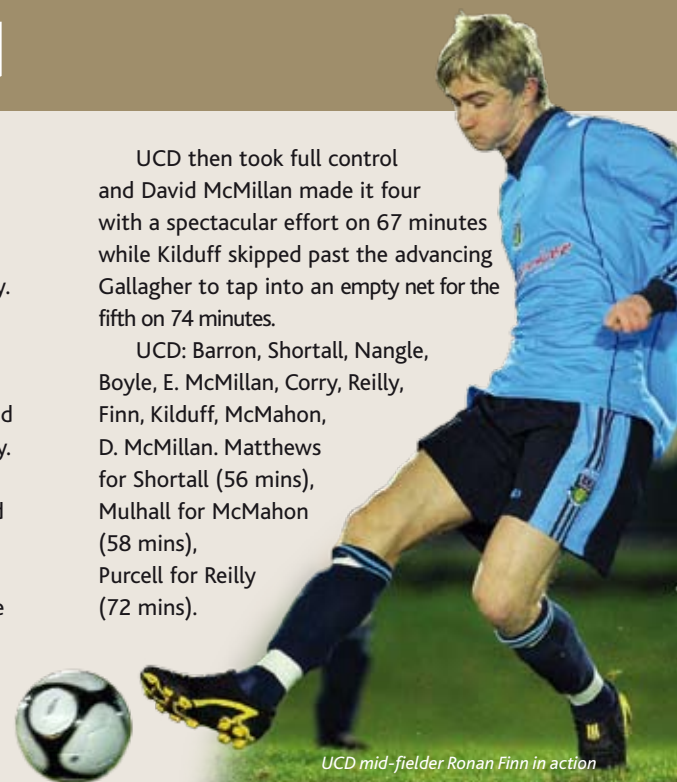 y.
d
y.
d
e
UCD then took full control
and David McMillan made it four
with a spectacular effort on 67 minutes
while Kilduff skipped past the advancing
Gallagher to tap into an empty net for the
fifth on 74 minutes.
UCD: Barron, Shortall, Nangle,
Boyle, E. McMillan, Corry, Reilly,
Finn, Kilduff, McMahon,
D. McMillan. Matthews
for Shortall (56 mins),
Mulhall for McMahon
(58 mins),
Purcell for Reilly
(72 mins).
UCD mid-fielder Ronan Finn in action